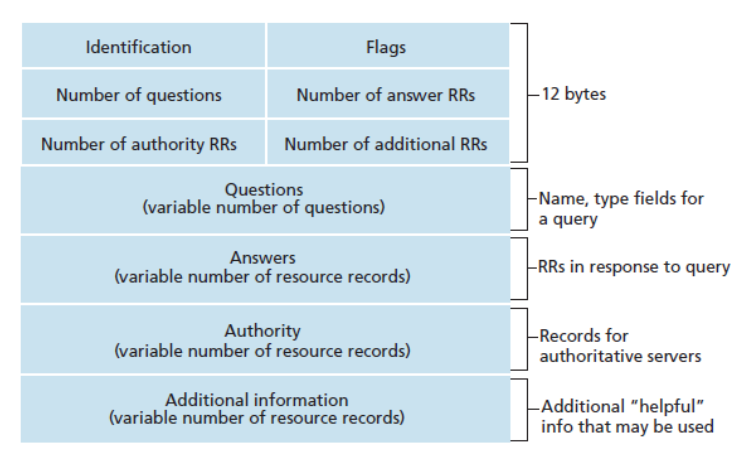 Identification
Flags
Number of questions
Number of answer RRs
12 bytes
Number of authority RRs
Number of additional RRs
Questions
(variable number of questions)
Name, type fields for
a query
Answers
(variable number of resource records)
RRs in response to query
Authority
(variable number of resource records)
Records for
authoritative servers
Additional information
(variable number of resource records)
Additional “helpful”
info that may be used